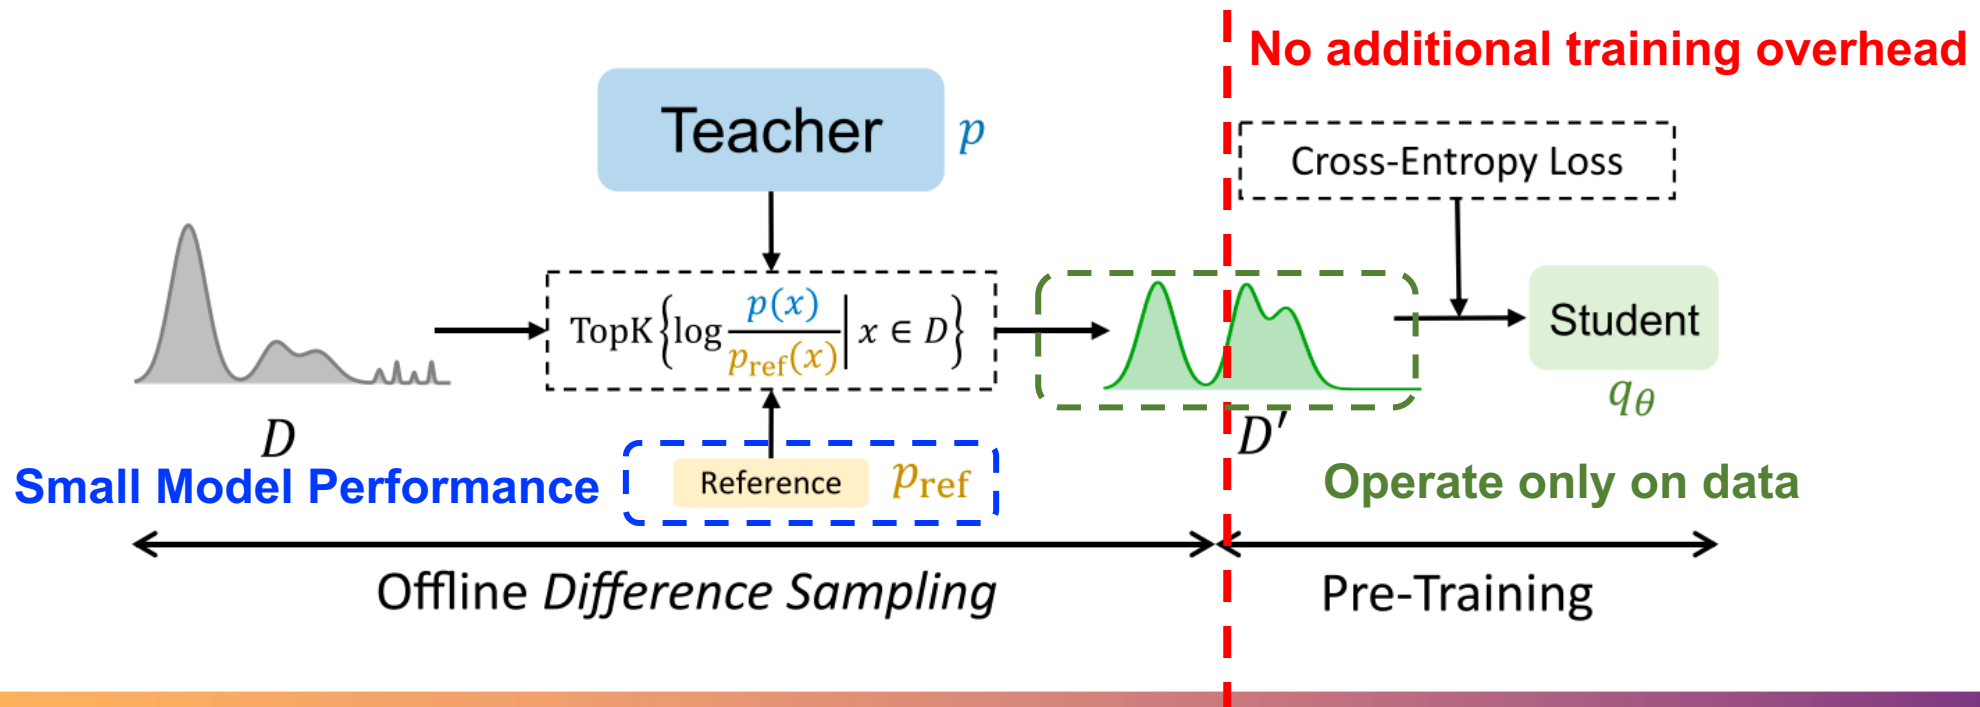 No additional training overhead
Teacher p
Cross-Entropy Loss
TopK{log p(x)/p_ref(x) | x ∈ D}
Student
q_θ
D
D′
Small Model Performance
Reference p_ref
Operate only on data
Offline Difference Sampling
Pre-Training